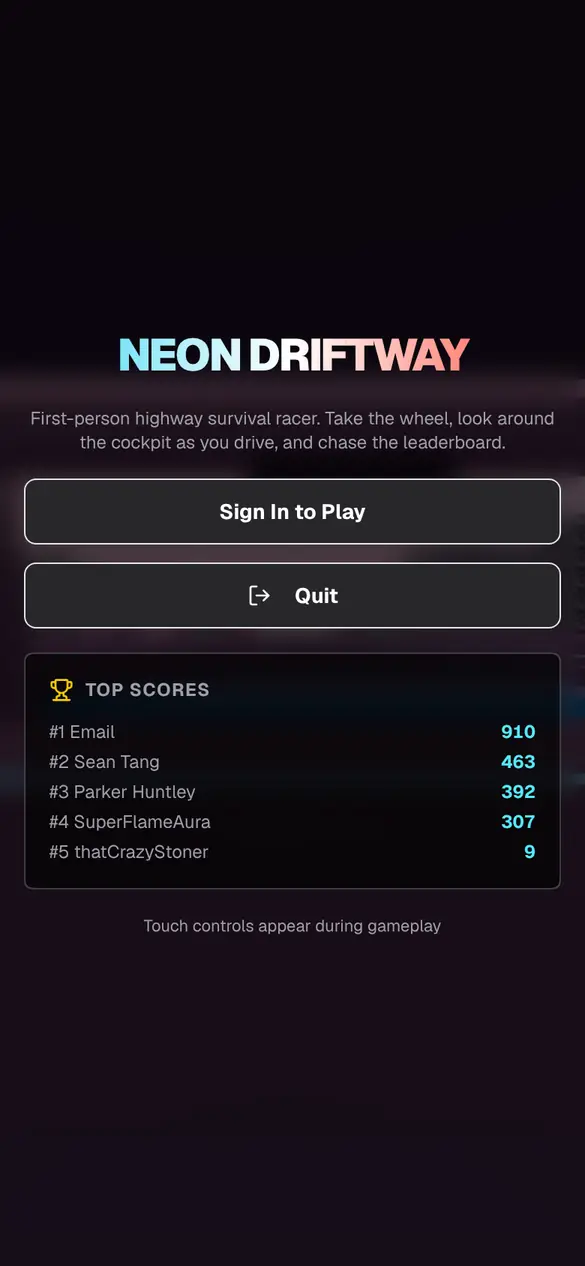 NEON DRIFTWAY
First-person highway survival racer. Take the wheel, look around
the cockpit as you drive, and chase the leaderboard.
Sign In to Play
Quit
TOP SCORES
#1 Email 910
#2 Sean Tang 463
#3 Parker Huntley 392
#4 SuperFlameAura 307
#5 thatCrazyStoner 9
Touch controls appear during gameplay